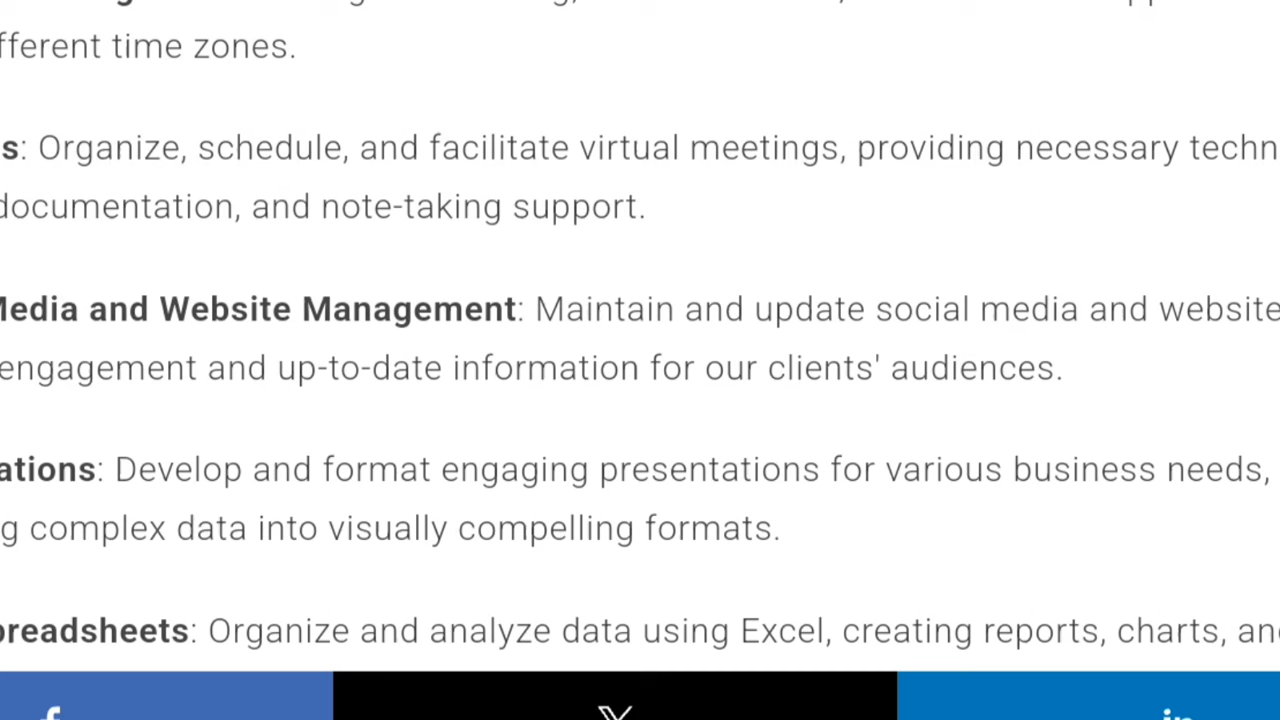 fferent time zones.
s: Organize, schedule, and facilitate virtual meetings, providing necessary techn
documentation, and note-taking support.
Media and Website Management: Maintain and update social media and website
engagement and up-to-date information for our clients' audiences.
ations: Develop and format engaging presentations for various business needs,
g complex data into visually compelling formats.
preadsheets: Organize and analyze data using Excel, creating reports, charts, an